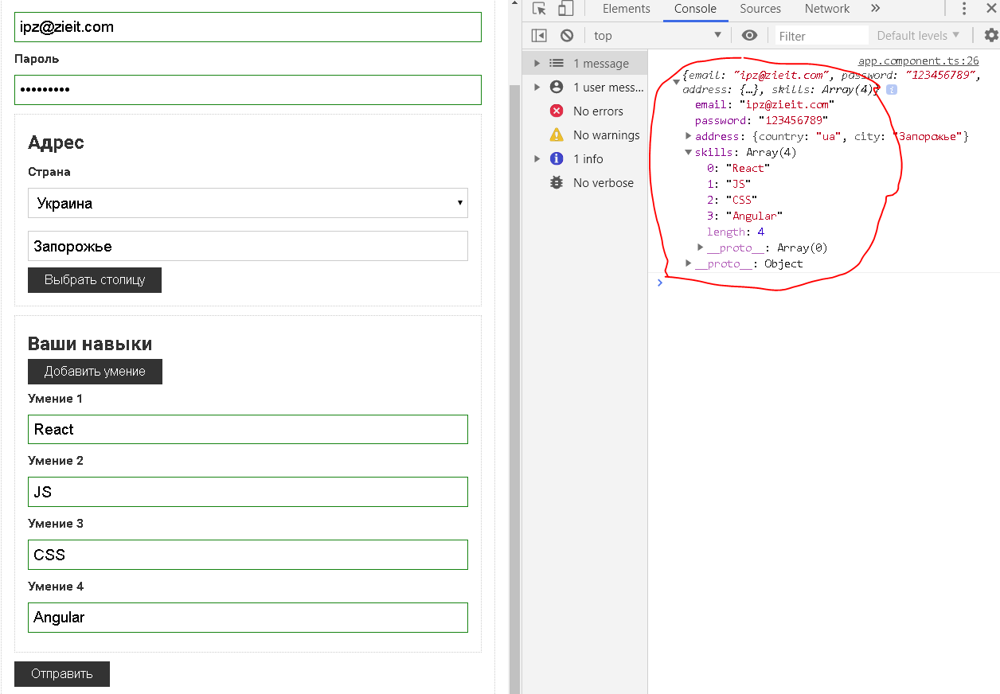 ipz@zieit.com
Пароль
•••••••••
Адрес
Страна
Украина
Запорожье
Выбрать столицу
Ваши навыки
Добавить умение
Умение 1
React
Умение 2
JS
Умение 3
CSS
Умение 4
Angular
Отправить
Elements Console Sources Network »
top Filter Default levels ▼
1 message
1 user mess...
No errors
No warnings
1 info
No verbose
app.component.ts:26
{email: "ipz@zieit.com", password: "123456789",
address: {…}, skills: Array(4)}
email: "ipz@zieit.com"
password: "123456789"
address: {country: "ua", city: "Запорожье"}
skills: Array(4)
0: "React"
1: "JS"
2: "CSS"
3: "Angular"
length: 4
__proto__: Array(0)
__proto__: Object